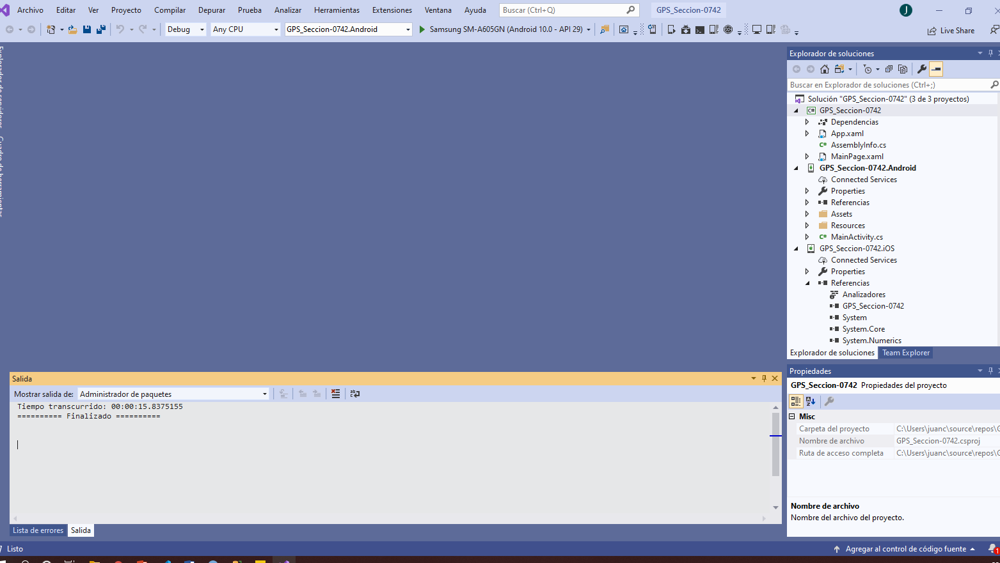 Archivo Editar Ver Proyecto Compilar Depurar Prueba Analizar Herramientas Extensiones Ventana Ayuda Buscar (Ctrl+Q) GPS_Seccion-0742 J
Debug Any CPU GPS_Seccion-0742.Android Samsung SM-A605GN (Android 10.0 - API 29) Live Share
Explorador de soluciones
Buscar en Explorador de soluciones (Ctrl+;)
Solución "GPS_Seccion-0742" (3 de 3 proyectos)
C# GPS_Seccion-0742
Dependencias
App.xaml
C# AssemblyInfo.cs
MainPage.xaml
GPS_Seccion-0742.Android
Connected Services
Properties
Referencias
Assets
Resources
C# MainActivity.cs
GPS_Seccion-0742.iOS
Connected Services
Properties
Referencias
Analizadores
GPS_Seccion-0742
System
System.Core
System.Numerics
Explorador de soluciones Team Explorer
Salida
Mostrar salida de: Administrador de paquetes
Tiempo transcurrido: 00:00:15.8375155
========== Finalizado ==========
Lista de errores Salida
Propiedades
GPS_Seccion-0742 Propiedades del proyecto
Misc
Carpeta del proyecto C:\Users\juanc\source\repos\G
Nombre de archivo GPS_Seccion-0742.csproj
Ruta de acceso completa C:\Users\juanc\source\repos\G
Nombre de archivo
Nombre del archivo del proyecto.
Listo Agregar al control de código fuente 1